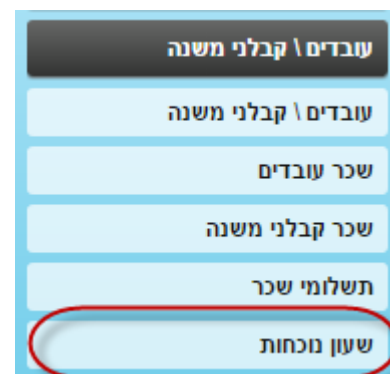 עובדים \ קבלני משנה
עובדים \ קבלני משנה
שכר עובדים
שכר קבלני משנה
תשלומי שכר
שעון נוכחות